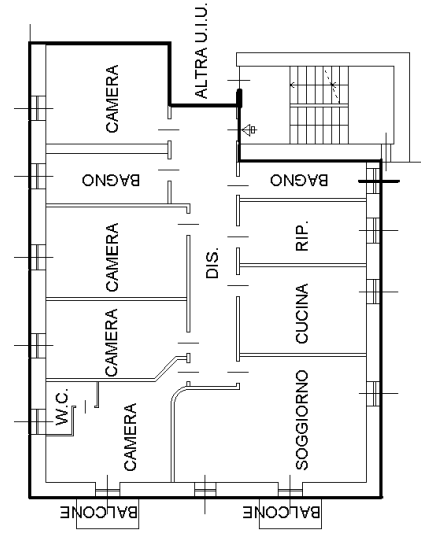 ALTRA U.I.U.
CAMERA
BAGNO
BAGNO
CAMERA
DIS.
RIP.
CAMERA
CUCINA
W.C.
CAMERA
SOGGIORNO
BALCONE
BALCONE